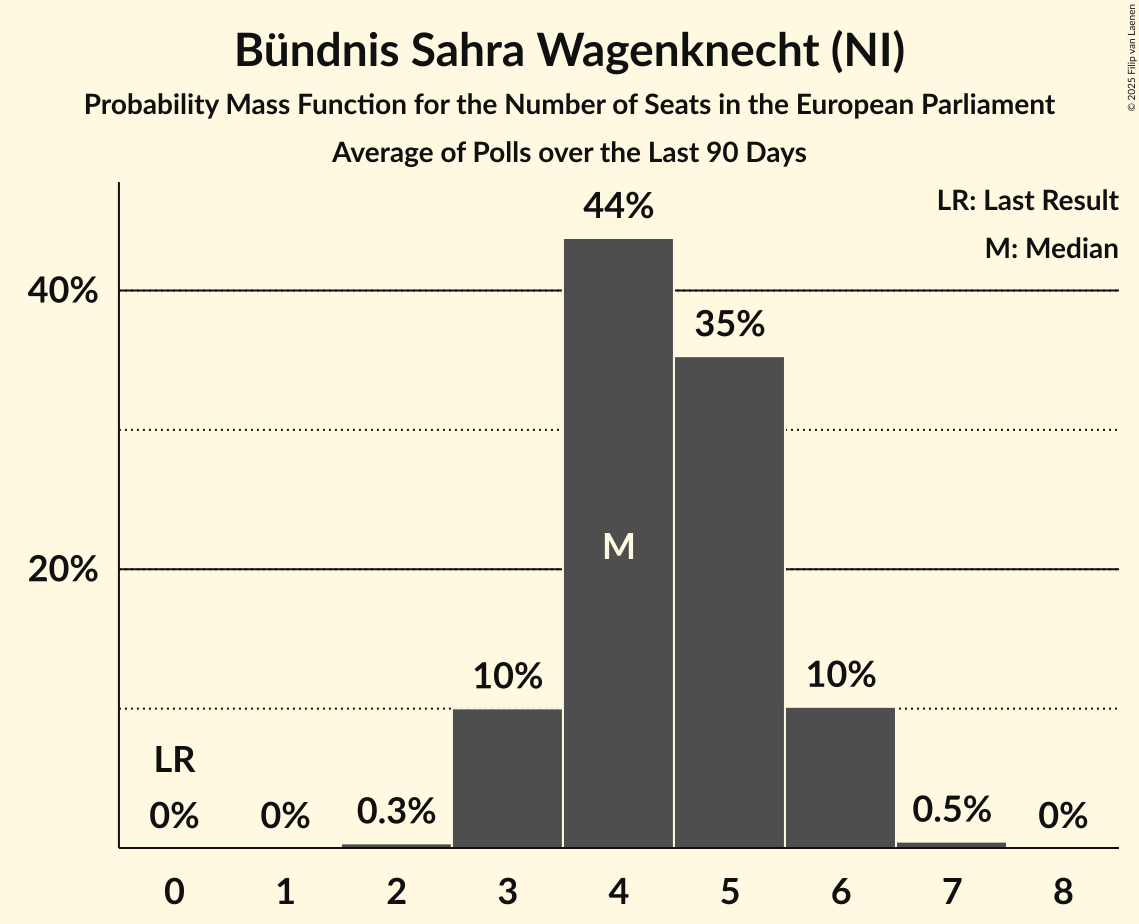 Bündnis Sahra Wagenknecht (NI)
Probability Mass Function for the Number of Seats in the European Parliament
Average of Polls over the Last 90 Days
© 2025 Filip van Laenen
LR: Last Result
M: Median
44%
40%
35%
M
20%
10%
10%
LR
0%
0%
0.3%
0.5%
0%
0 1 2 3 4 5 6 7 8